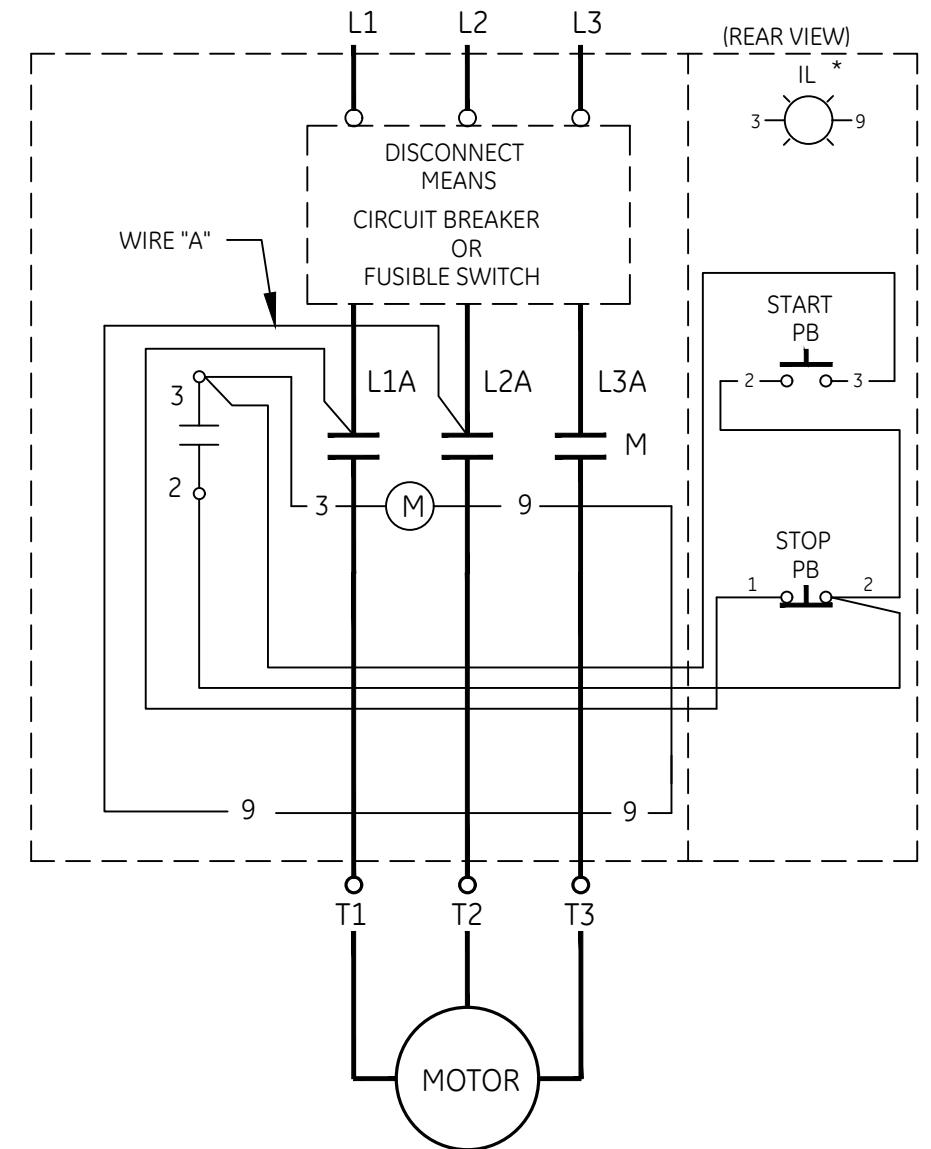 L1 L2 L3
(REAR VIEW)
IL *
3 9
DISCONNECT
MEANS
CIRCUIT BREAKER
OR
FUSIBLE SWITCH
WIRE "A"
START
PB
2 3
L1A L2A L3A
3
M
2
3 M 9
STOP
PB
1 2
9 9
T1 T2 T3
MOTOR